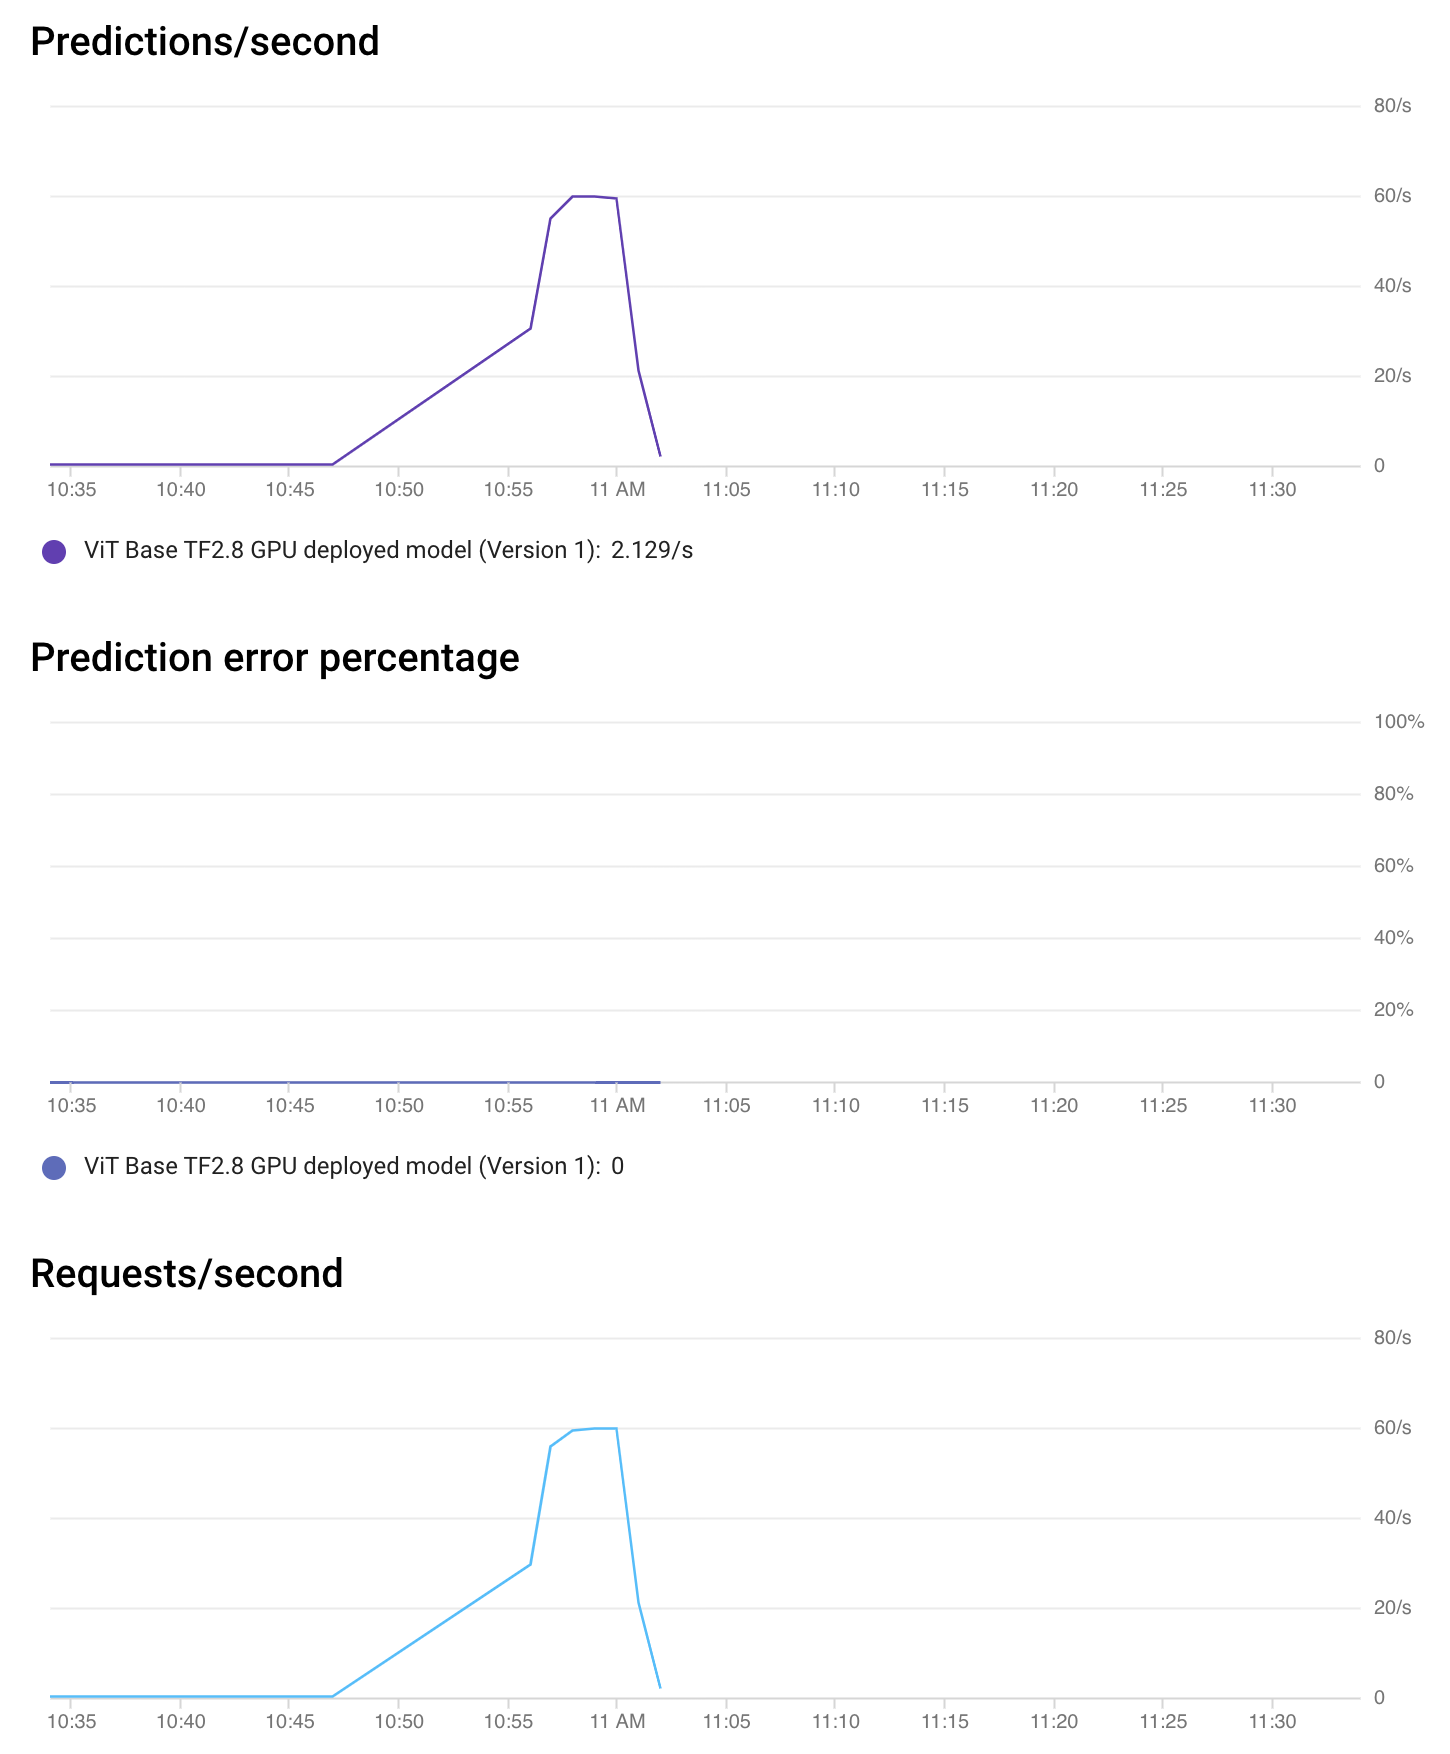 Predictions/second
80/s
60/s
40/s
20/s
0
10:35 10:40 10:45 10:50 10:55 11 AM 11:05 11:10 11:15 11:20 11:25 11:30
ViT Base TF2.8 GPU deployed model (Version 1): 2.129/s
Prediction error percentage
100%
80%
60%
40%
20%
0
10:35 10:40 10:45 10:50 10:55 11 AM 11:05 11:10 11:15 11:20 11:25 11:30
ViT Base TF2.8 GPU deployed model (Version 1): 0
Requests/second
80/s
60/s
40/s
20/s
0
10:35 10:40 10:45 10:50 10:55 11 AM 11:05 11:10 11:15 11:20 11:25 11:30